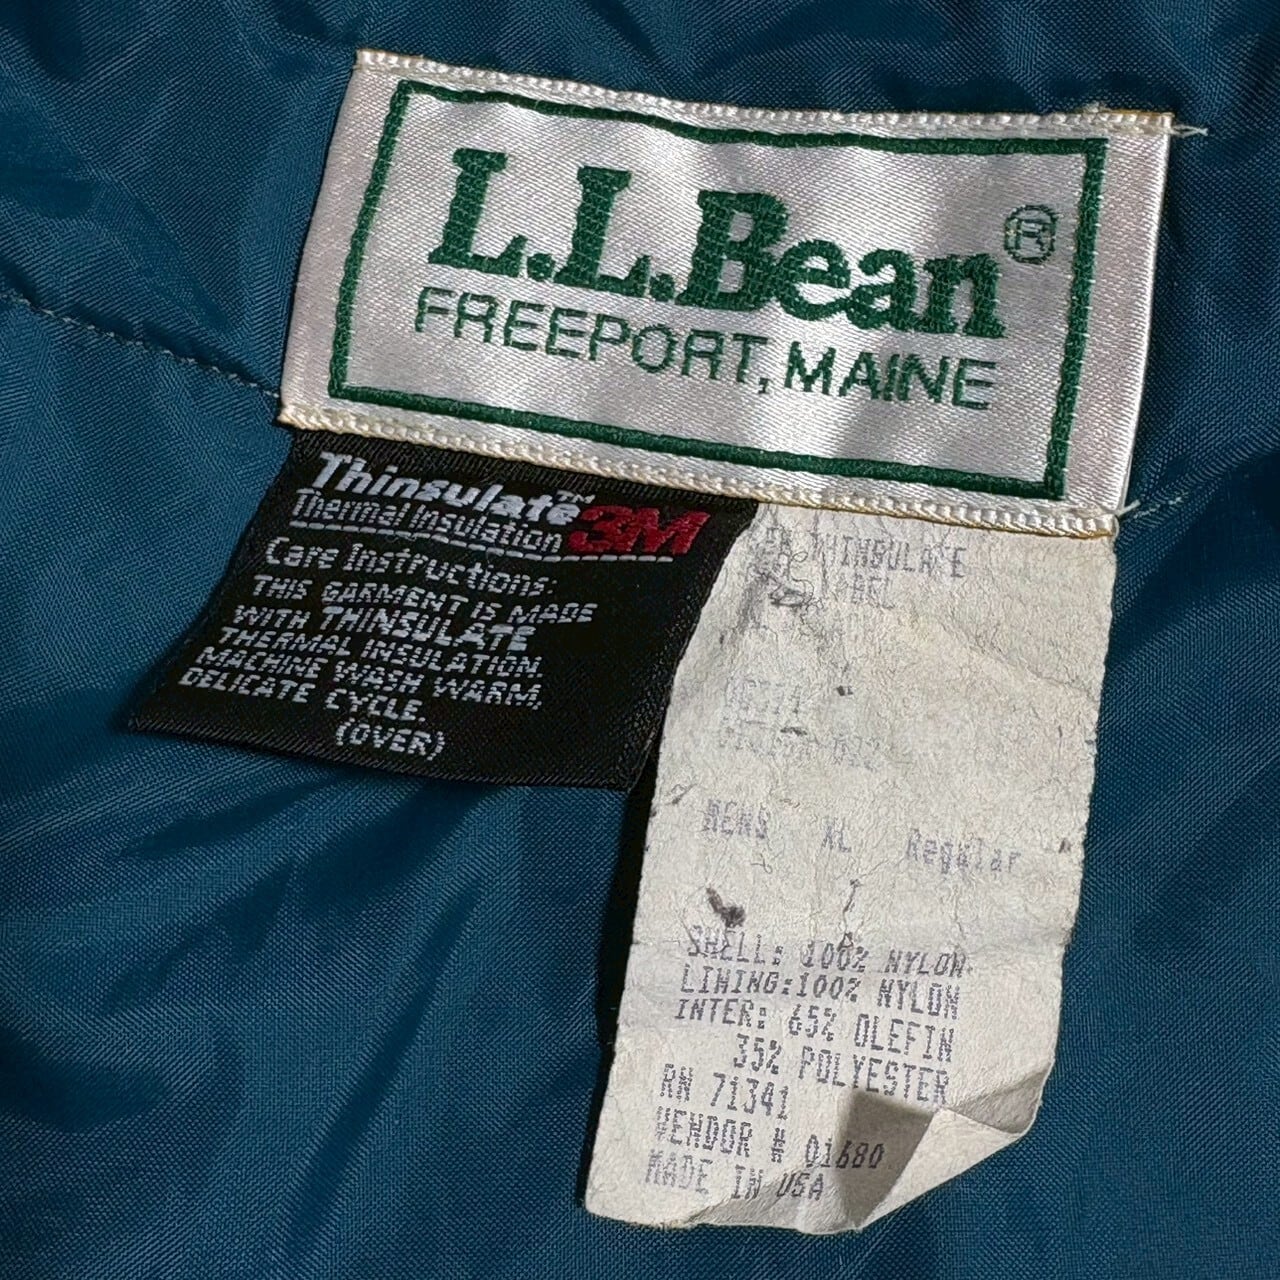 L.L.Bean®
FREEPORT, MAINE
Thinsulate™ 3M
Thermal Insulation
Care Instructions:
THIS GARMENT IS MADE
WITH THINSULATE
THERMAL INSULATION.
MACHINE WASH WARM,
DELICATE CYCLE.
(OVER)
THINSULATE
LABEL
MENS XL Regular
SHELL: 100% NYLON
LINING:100% NYLON
INTER: 65% OLEFIN
35% POLYESTER
RN 71341
VENDOR # 01680
MADE IN USA